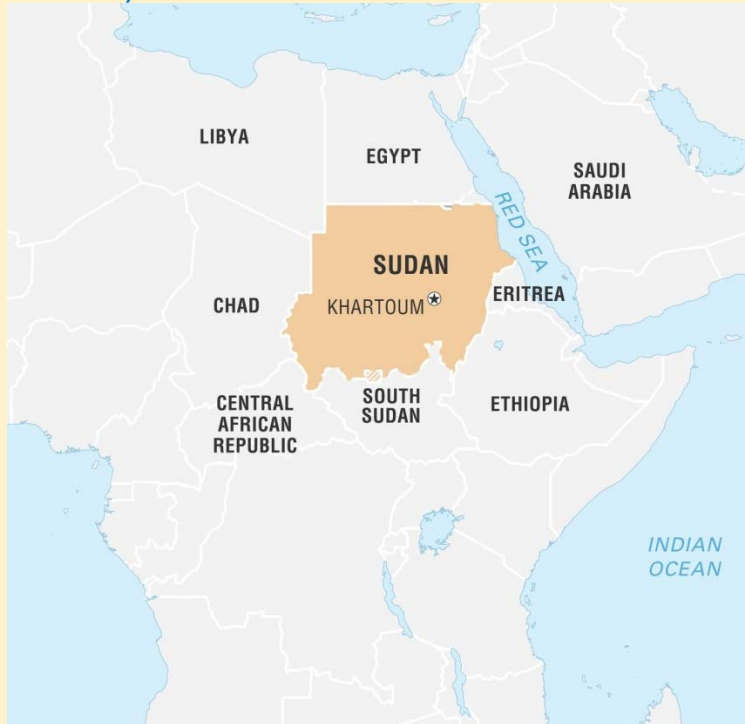 LIBYA
EGYPT
SAUDI
ARABIA
RED SEA
SUDAN
KHARTOUM
ERITREA
CHAD
CENTRAL
AFRICAN
REPUBLIC
SOUTH
SUDAN
ETHIOPIA
INDIAN
OCEAN